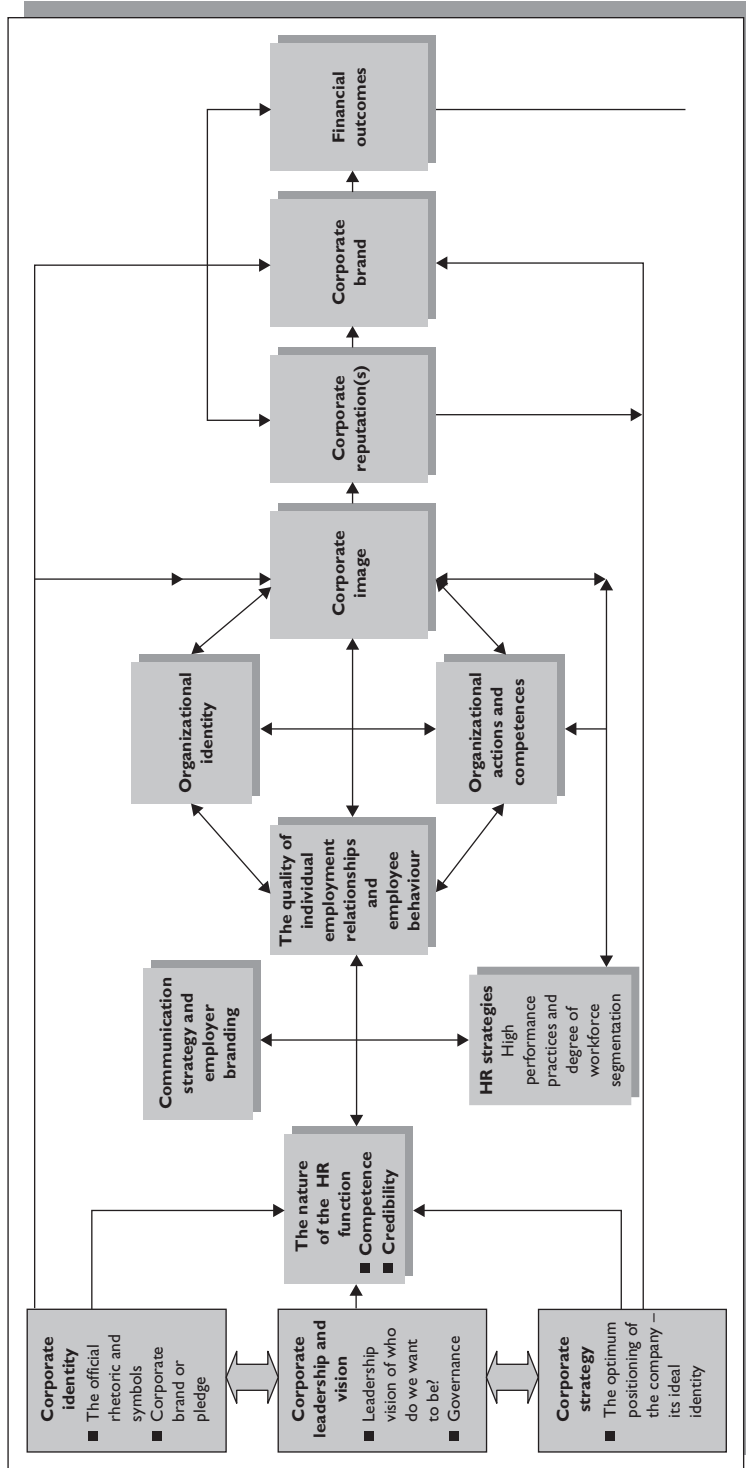 Corporate
identity
■ The official
rhetoric and
symbols
■ Corporate
brand or
pledge
Corporate
leadership and
vision
■ Leadership
vision of who
do we want
to be?
■ Governance
Corporate
strategy
■ The optimum
positioning of
the company –
its ideal
identity
The nature
of the HR
function
■ Competence
■ Credibility
Communication
strategy and
employer
branding
HR strategies
High
performance
practices and
degree of
workforce
segmentation
The quality of
individual
employment
relationships
and
employee
behaviour
Organizational
identity
Organizational
actions and
competences
Corporate
image
Corporate
reputation(s)
Corporate
brand
Financial
outcomes